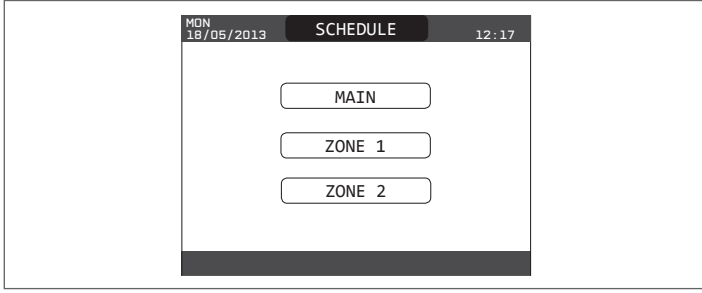 MON
18/05/2013
SCHEDULE
12:17
MAIN
ZONE 1
ZONE 2